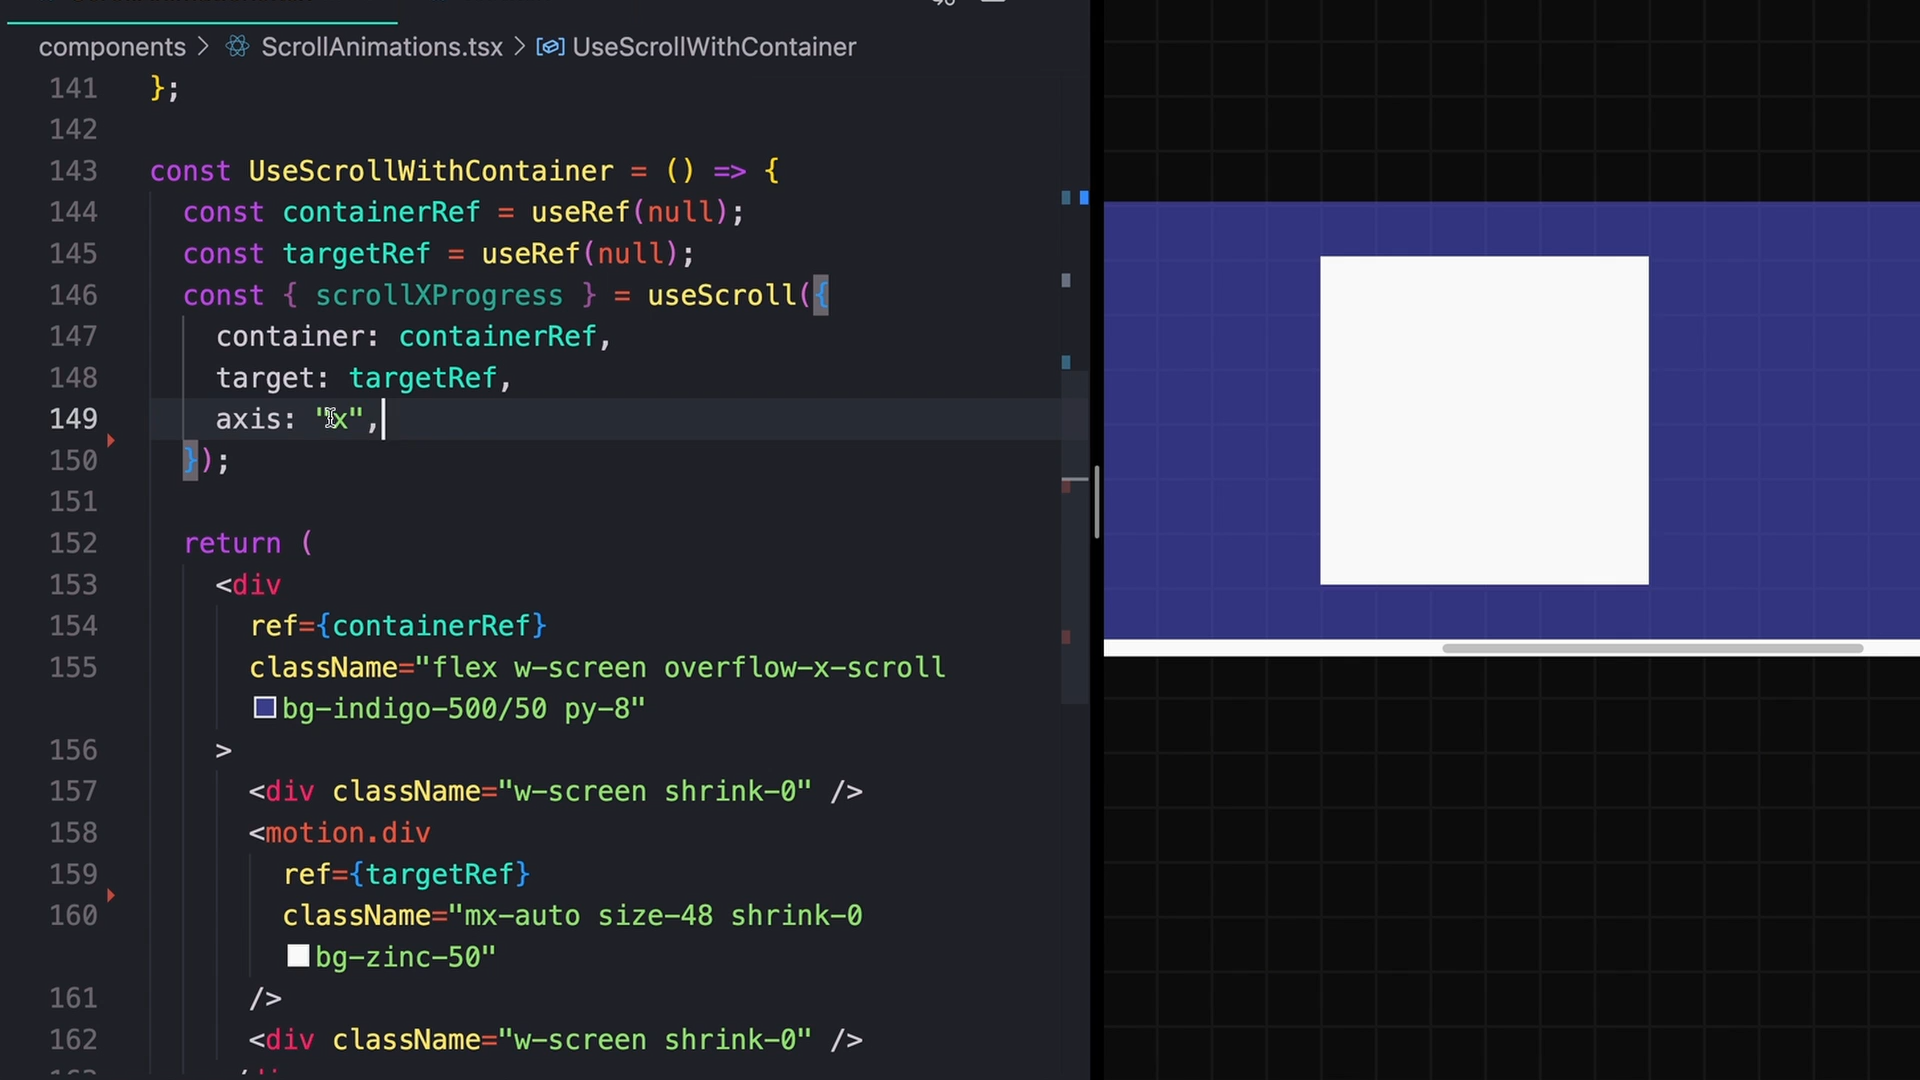 components > ScrollAnimations.tsx > UseScrollWithContainer
141 };
142
143 const UseScrollWithContainer = () => {
144 const containerRef = useRef(null);
145 const targetRef = useRef(null);
146 const { scrollXProgress } = useScroll({
147 container: containerRef,
148 target: targetRef,
149 axis: "x",
150 });
151
152 return (
153 <div
154 ref={containerRef}
155 className="flex w-screen overflow-x-scroll
bg-indigo-500/50 py-8"
156 >
157 <div className="w-screen shrink-0" />
158 <motion.div
159 ref={targetRef}
160 className="mx-auto size-48 shrink-0
bg-zinc-50"
161 />
162 <div className="w-screen shrink-0" />